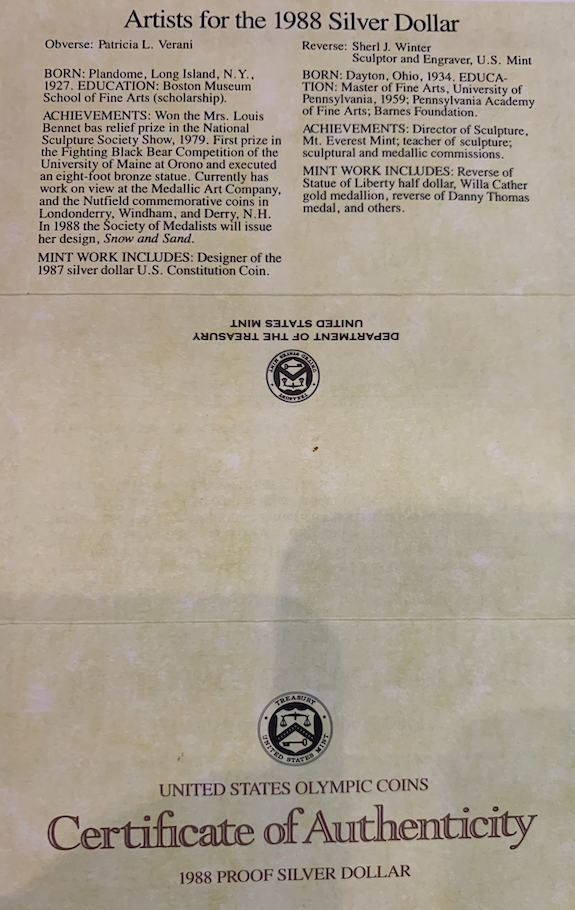 Artists for the 1988 Silver Dollar
Obverse: Patricia L. Verani
BORN: Plandome, Long Island, N.Y.,
1927. EDUCATION: Boston Museum
School of Fine Arts (scholarship).
ACHIEVEMENTS: Won the Mrs. Louis
Bennet bas relief prize in the National
Sculpture Society Show, 1979. First prize in
the Fighting Black Bear Competition of the
University of Maine at Orono and executed
an eight-foot bronze statue. Currently has
work on view at the Medallic Art Company,
and the Nutfield commemorative coins in
Londonderry, Windham, and Derry, N.H.
In 1988 the Society of Medalists will issue
her design, Snow and Sand.
MINT WORK INCLUDES: Designer of the
1987 silver dollar U.S. Constitution Coin.
Reverse: Sherl J. Winter
Sculptor and Engraver, U.S. Mint
BORN: Dayton, Ohio, 1934. EDUCA-
TION: Master of Fine Arts, University of
Pennsylvania, 1959; Pennsylvania Academy
of Fine Arts; Barnes Foundation.
ACHIEVEMENTS: Director of Sculpture,
Mt. Everest Mint; teacher of sculpture;
sculptural and medallic commissions.
MINT WORK INCLUDES: Reverse of
Statue of Liberty half dollar, Willa Cather
gold medallion, reverse of Danny Thomas
medal, and others.
DEPARTMENT OF THE TREASURY
UNITED STATES MINT
TREASURY
UNITED STATES MINT
TREASURY
UNITED STATES MINT
UNITED STATES OLYMPIC COINS
Certificate of Authenticity
1988 PROOF SILVER DOLLAR